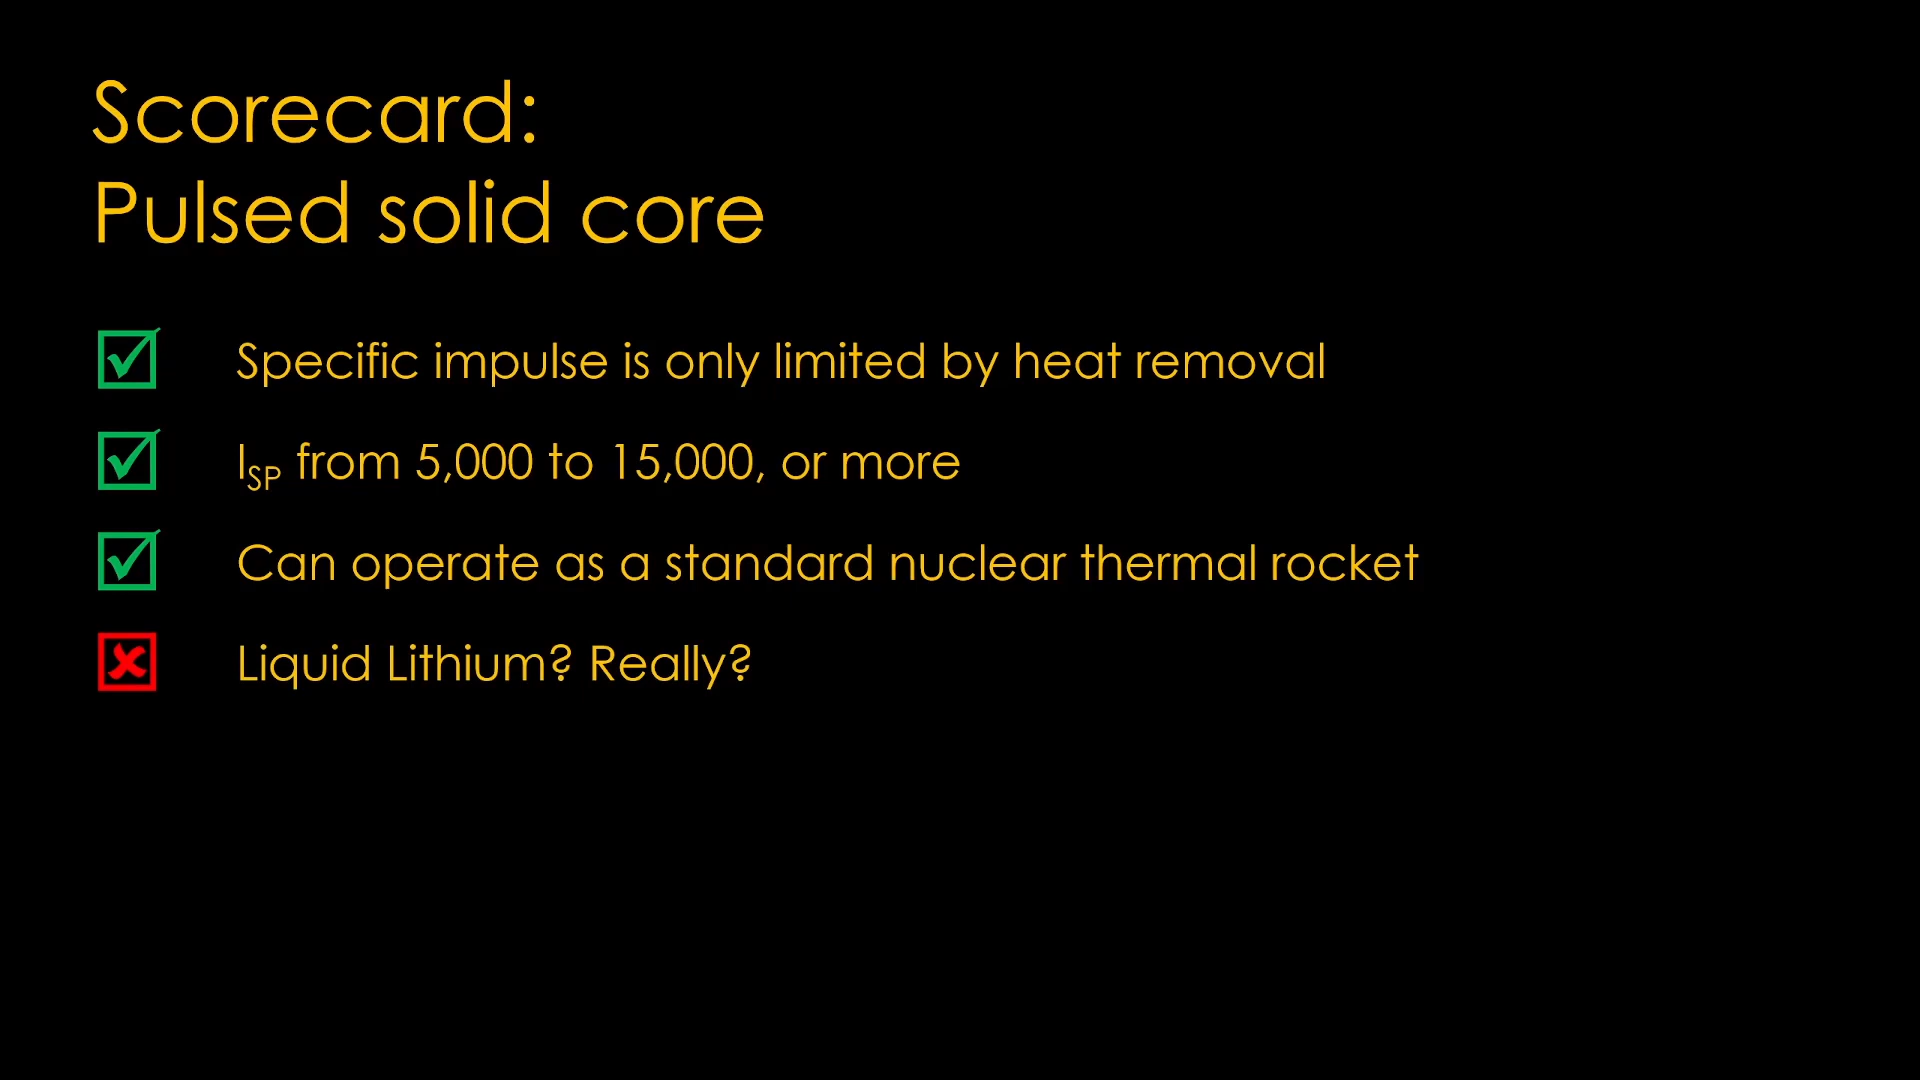 Scorecard:
Pulsed solid core
Specific impulse is only limited by heat removal
ISP from 5,000 to 15,000, or more
Can operate as a standard nuclear thermal rocket
Liquid Lithium? Really?